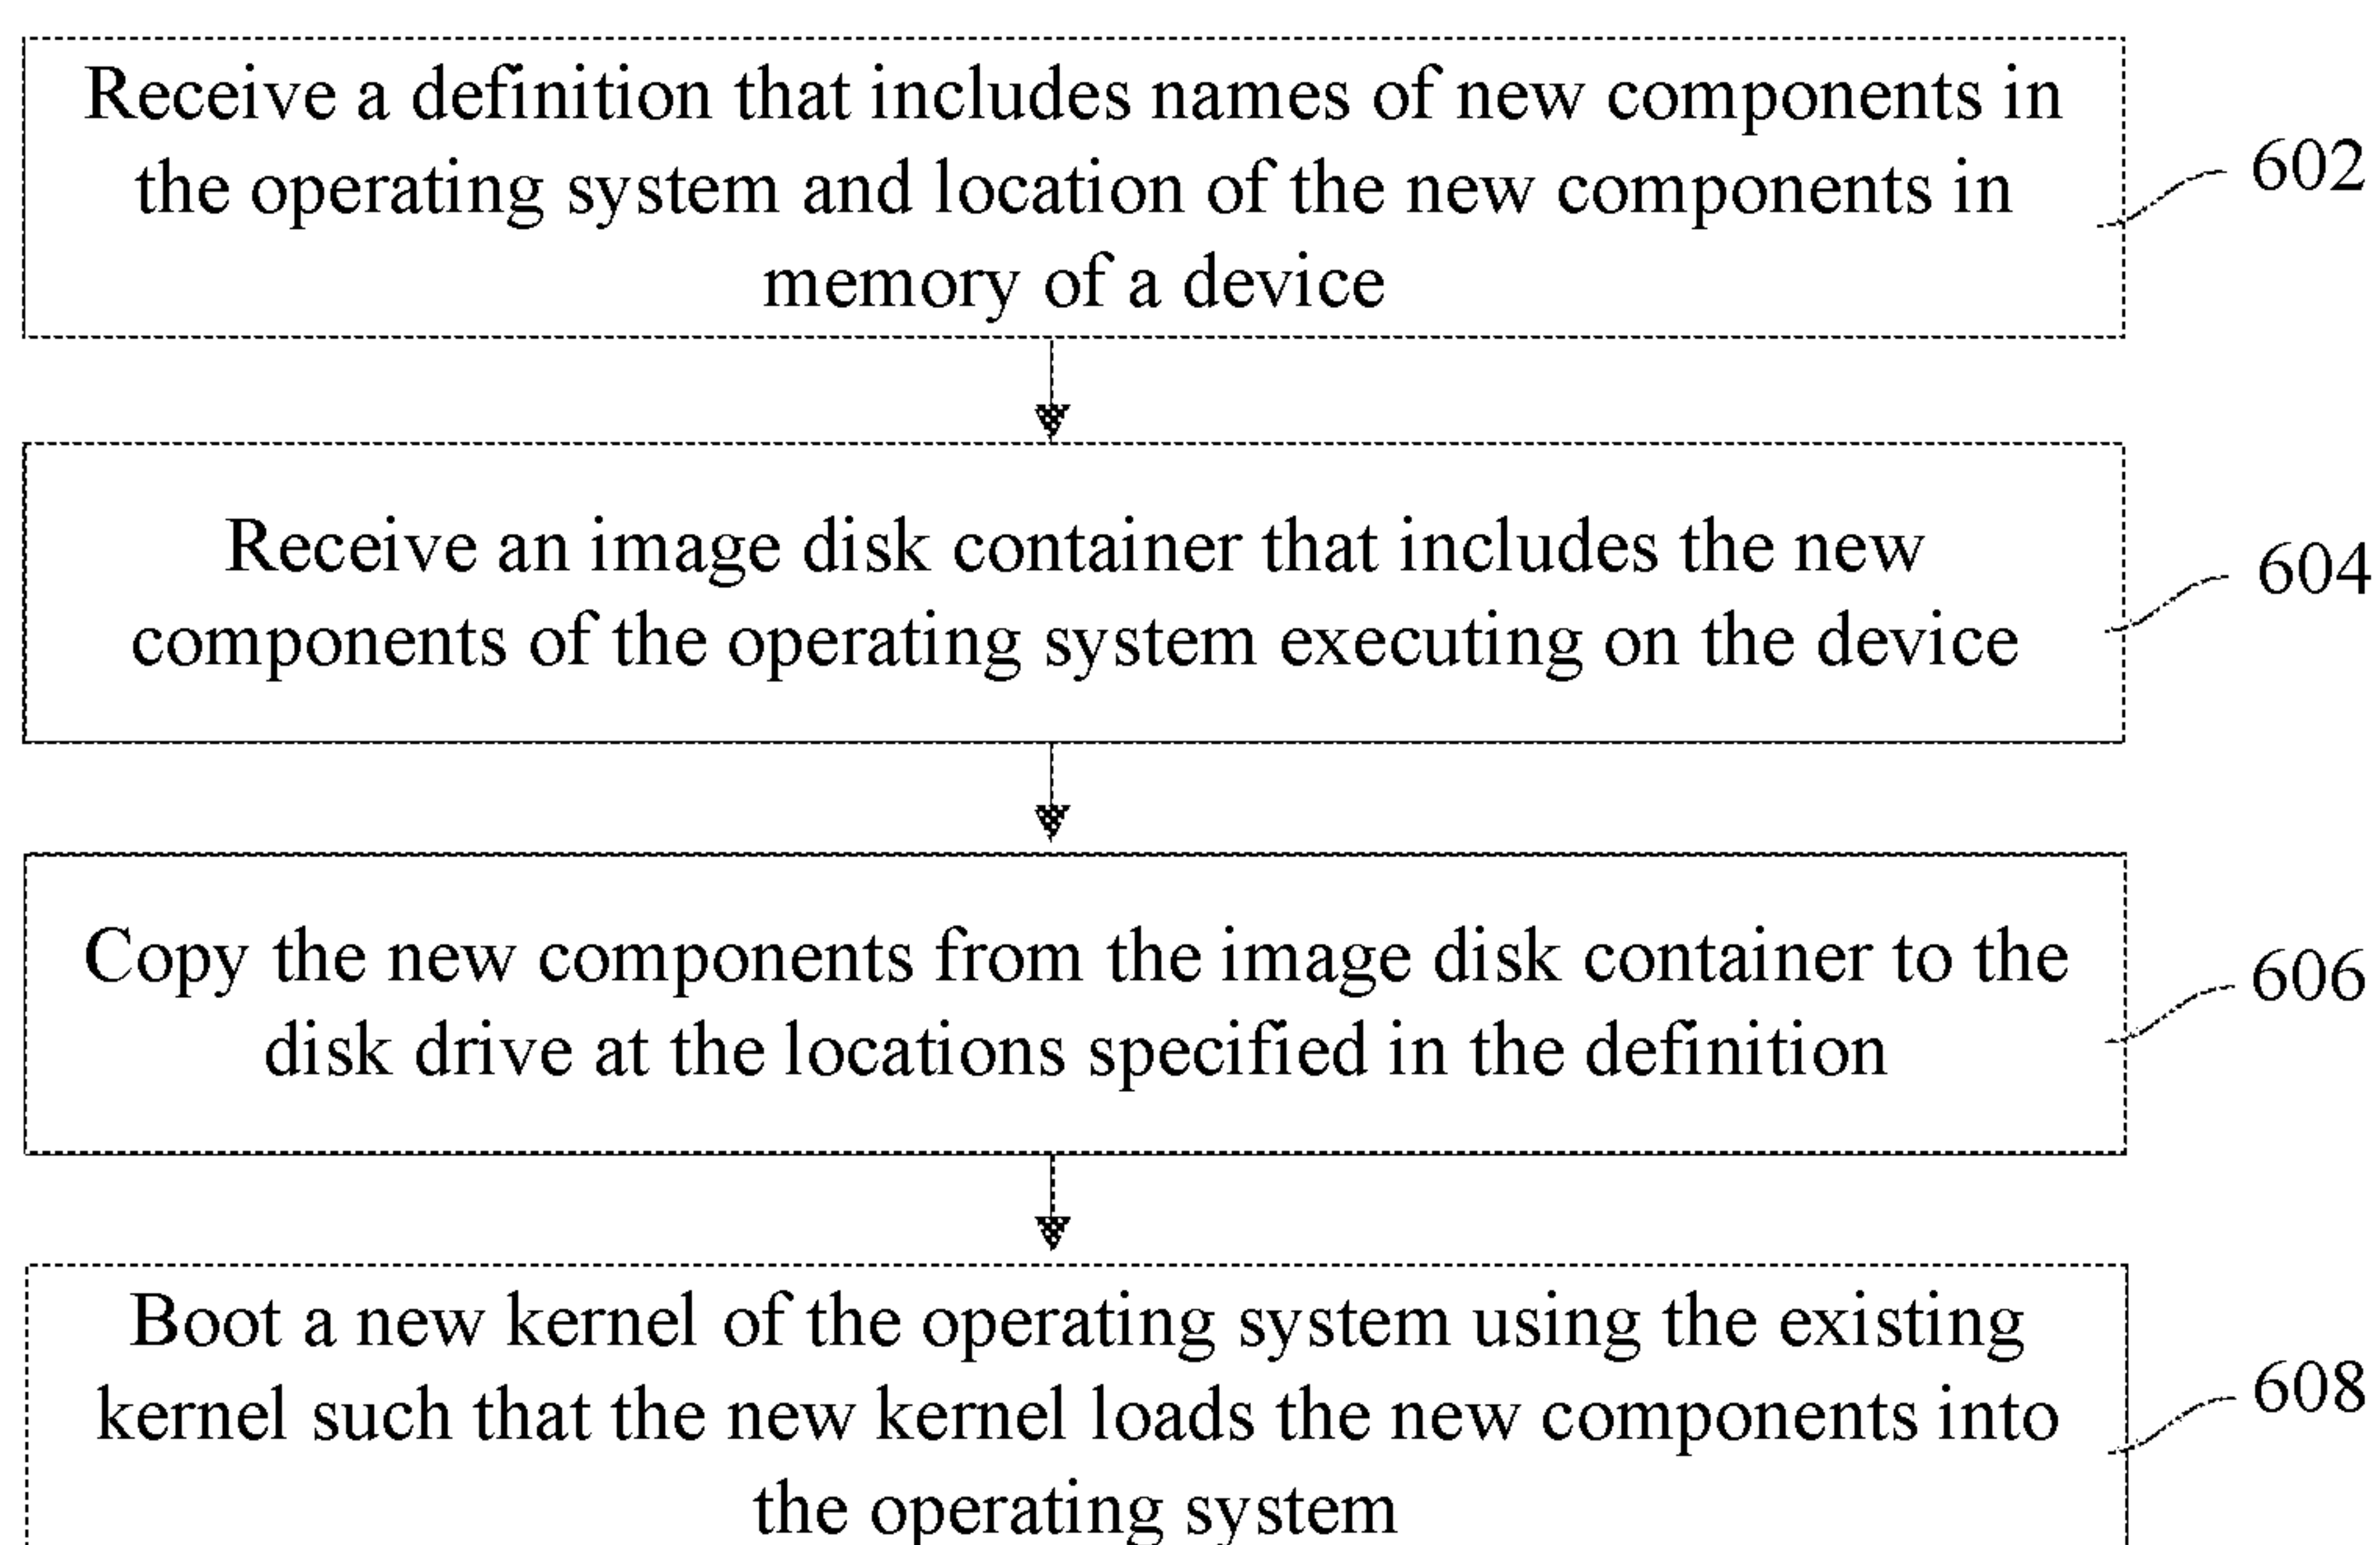 Receive a definition that includes names of new components in
the operating system and location of the new components in
memory of a device
602
Receive an image disk container that includes the new
components of the operating system executing on the device
604
Copy the new components from the image disk container to the
disk drive at the locations specified in the definition
606
Boot a new kernel of the operating system using the existing
kernel such that the new kernel loads the new components into
the operating system
608